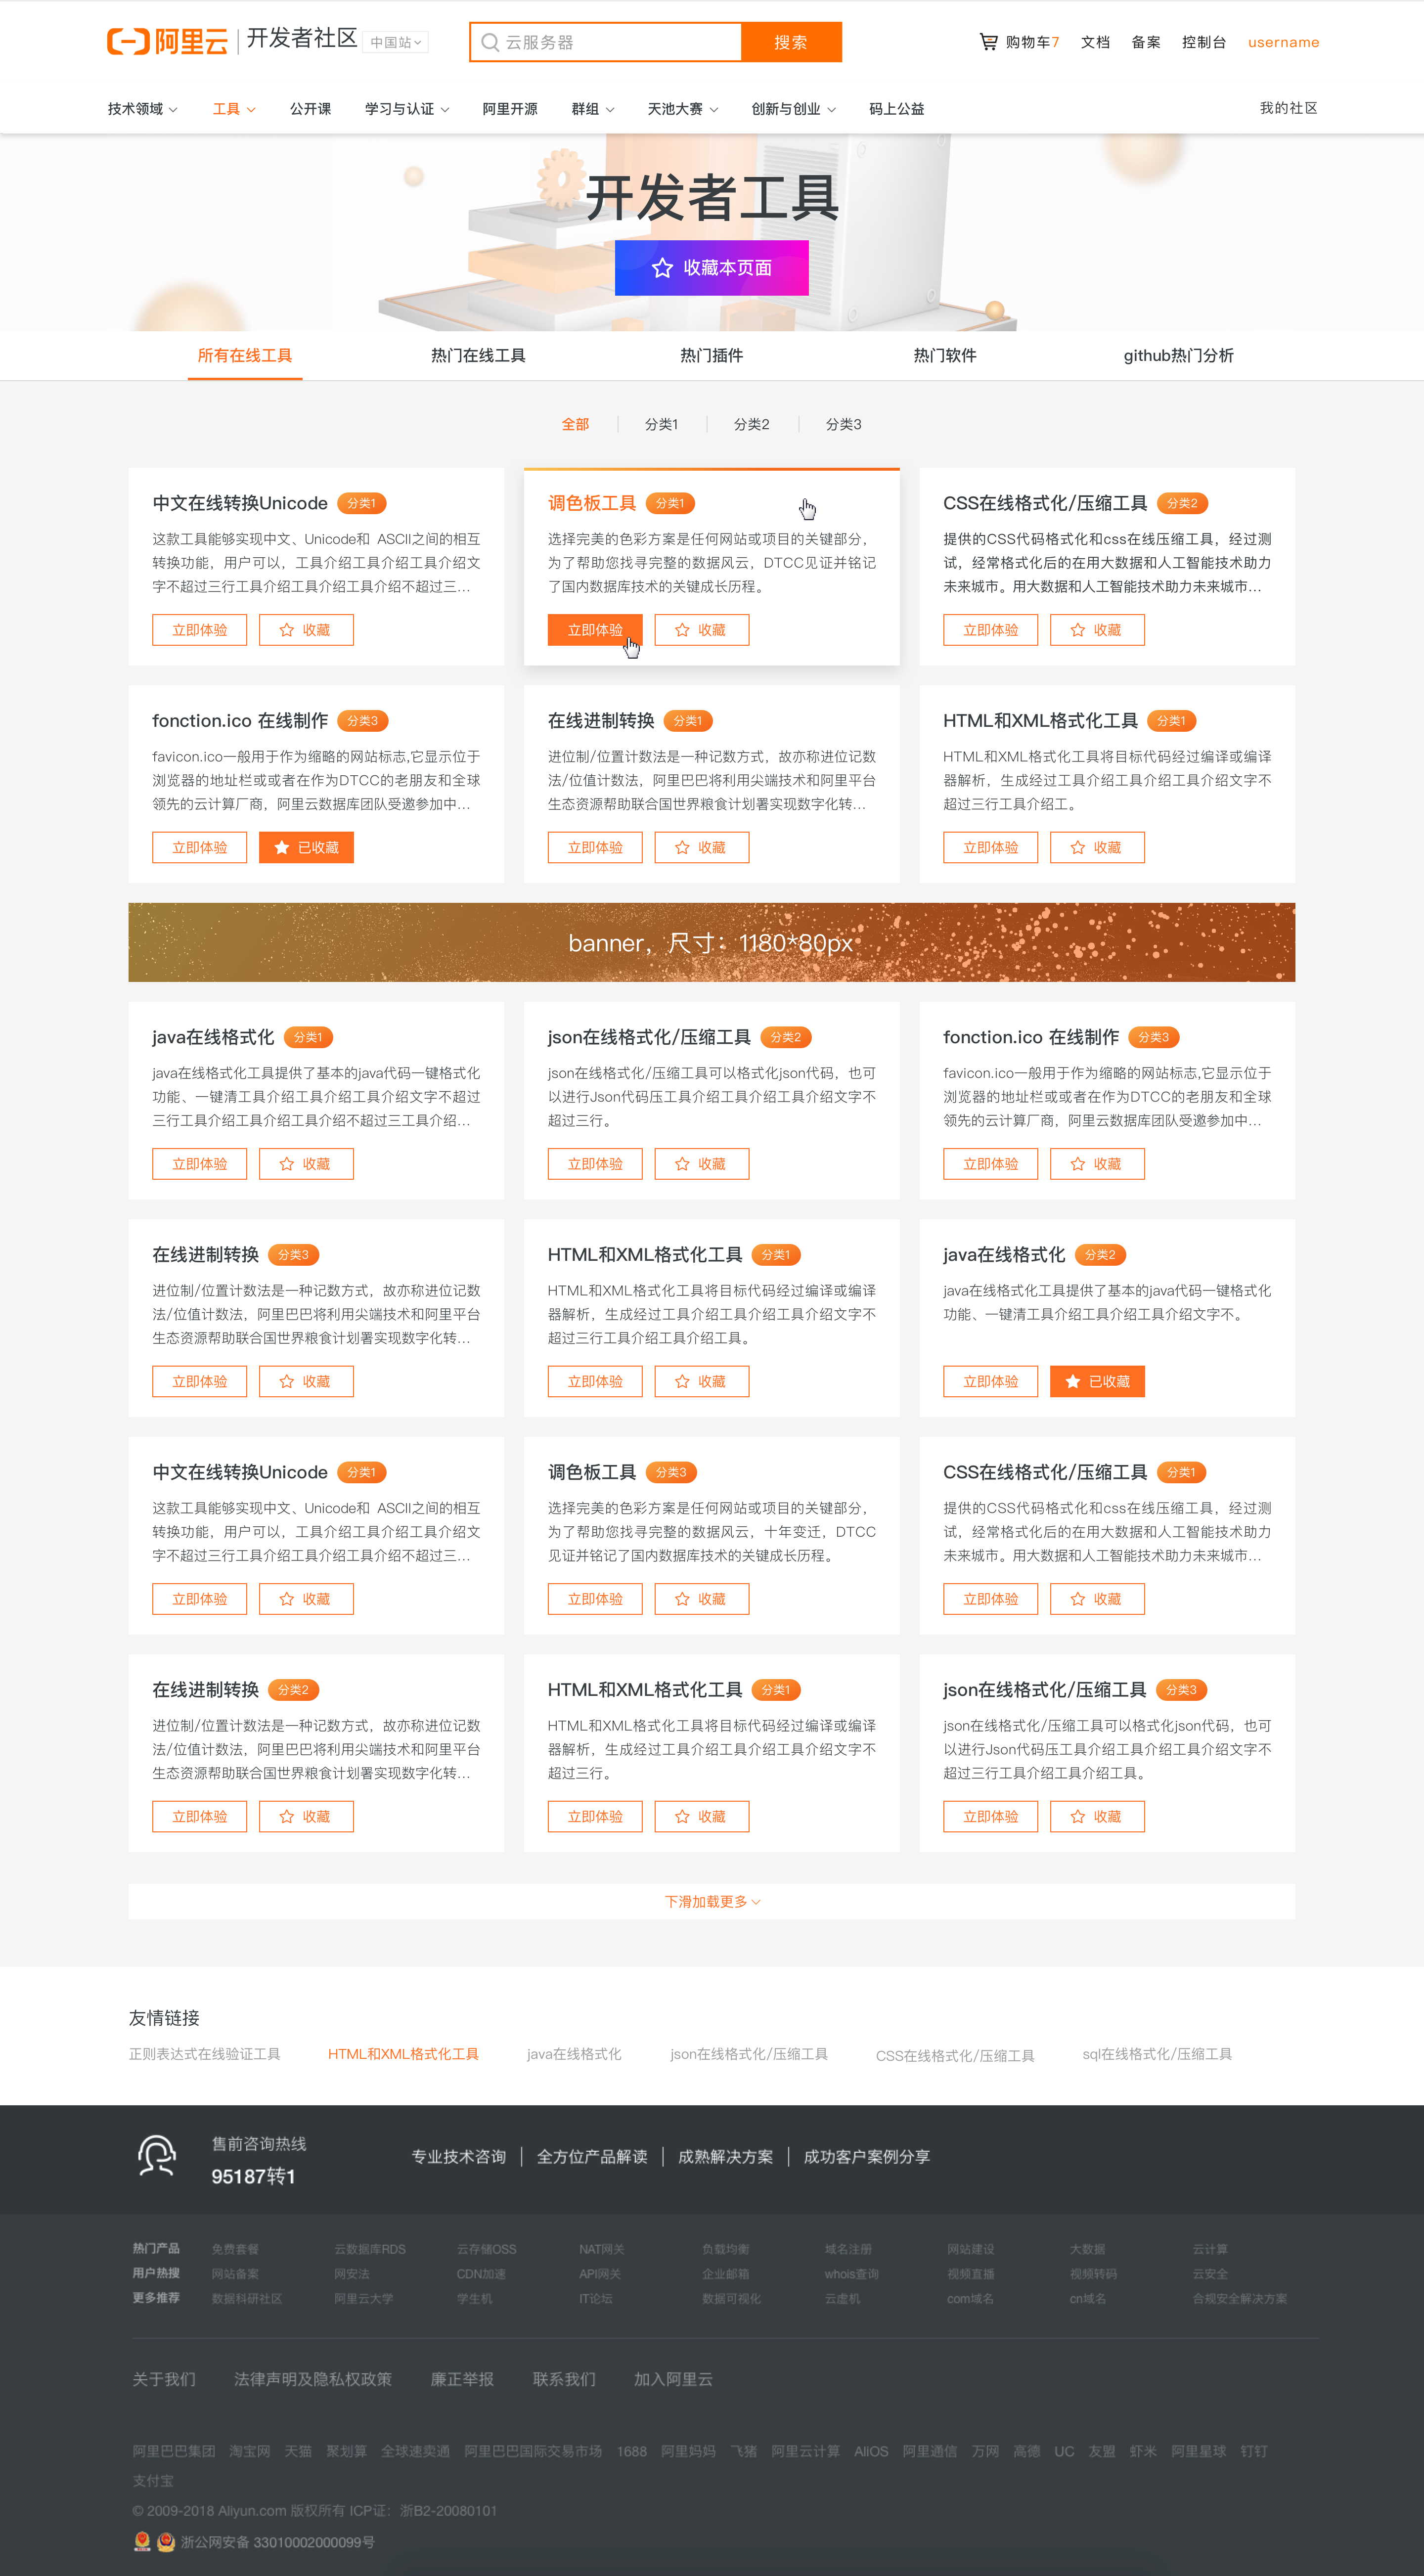 阿里云
开发者社区
中国站
云服务器
搜索
购物车7 文档 备案 控制台 username
技术领域 工具 公开课 学习与认证 阿里开源 群组 天池大赛 创新与创业 码上公益 我的社区
开发者工具
收藏本页面
所有在线工具 热门在线工具 热门插件 热门软件 github热门分析
全部 分类1 分类2 分类3
中文在线转换Unicode 分类1
这款工具能够实现中文、Unicode和 ASCII之间的相互
转换功能，用户可以，工具介绍工具介绍工具介绍文
字不超过三行工具介绍工具介绍工具介绍不超过三...
立即体验 收藏
调色板工具 分类1
选择完美的色彩方案是任何网站或项目的关键部分，
为了帮助您找寻完整的数据风云，DTCC见证并铭记
了国内数据库技术的关键成长历程。
立即体验 收藏
CSS在线格式化/压缩工具 分类2
提供的CSS代码格式化和css在线压缩工具，经过测
试，经常格式化后的在用大数据和人工智能技术助力
未来城市。用大数据和人工智能技术助力未来城市...
立即体验 收藏
fonction.ico 在线制作 分类3
favicon.ico一般用于作为缩略的网站标志,它显示位于
浏览器的地址栏或或者在作为DTCC的老朋友和全球
领先的云计算厂商，阿里云数据库团队受邀参加中...
立即体验 已收藏
在线进制转换 分类1
进位制/位置计数法是一种记数方式，故亦称进位记数
法/位值计数法，阿里巴巴将利用尖端技术和阿里平台
生态资源帮助联合国世界粮食计划署实现数字化转...
立即体验 收藏
HTML和XML格式化工具 分类1
HTML和XML格式化工具将目标代码经过编译或编译
器解析，生成经过工具介绍工具介绍工具介绍文字不
超过三行工具介绍工。
立即体验 收藏
banner，尺寸：1180*80px
java在线格式化 分类1
java在线格式化工具提供了基本的java代码一键格式化
功能、一键清工具介绍工具介绍工具介绍文字不超过
三行工具介绍工具介绍工具介绍不超过三工具介绍...
立即体验 收藏
json在线格式化/压缩工具 分类2
json在线格式化/压缩工具可以格式化json代码，也可
以进行Json代码压工具介绍工具介绍工具介绍文字不
超过三行。
立即体验 收藏
fonction.ico 在线制作 分类3
favicon.ico一般用于作为缩略的网站标志,它显示位于
浏览器的地址栏或或者在作为DTCC的老朋友和全球
领先的云计算厂商，阿里云数据库团队受邀参加中...
立即体验 收藏
在线进制转换 分类3
进位制/位置计数法是一种记数方式，故亦称进位记数
法/位值计数法，阿里巴巴将利用尖端技术和阿里平台
生态资源帮助联合国世界粮食计划署实现数字化转...
立即体验 收藏
HTML和XML格式化工具 分类1
HTML和XML格式化工具将目标代码经过编译或编译
器解析，生成经过工具介绍工具介绍工具介绍文字不
超过三行工具介绍工具介绍工具。
立即体验 收藏
java在线格式化 分类2
java在线格式化工具提供了基本的java代码一键格式化
功能、一键清工具介绍工具介绍工具介绍文字不。
立即体验 已收藏
中文在线转换Unicode 分类1
这款工具能够实现中文、Unicode和 ASCII之间的相互
转换功能，用户可以，工具介绍工具介绍工具介绍文
字不超过三行工具介绍工具介绍工具介绍不超过三...
立即体验 收藏
调色板工具 分类3
选择完美的色彩方案是任何网站或项目的关键部分，
为了帮助您找寻完整的数据风云，十年变迁，DTCC
见证并铭记了国内数据库技术的关键成长历程。
立即体验 收藏
CSS在线格式化/压缩工具 分类1
提供的CSS代码格式化和css在线压缩工具，经过测
试，经常格式化后的在用大数据和人工智能技术助力
未来城市。用大数据和人工智能技术助力未来城市...
立即体验 收藏
在线进制转换 分类2
进位制/位置计数法是一种记数方式，故亦称进位记数
法/位值计数法，阿里巴巴将利用尖端技术和阿里平台
生态资源帮助联合国世界粮食计划署实现数字化转...
立即体验 收藏
HTML和XML格式化工具 分类1
HTML和XML格式化工具将目标代码经过编译或编译
器解析，生成经过工具介绍工具介绍工具介绍文字不
超过三行。
立即体验 收藏
json在线格式化/压缩工具 分类3
json在线格式化/压缩工具可以格式化json代码，也可
以进行Json代码压工具介绍工具介绍工具介绍文字不
超过三行工具介绍工具介绍工具。
立即体验 收藏
下滑加载更多
友情链接
正则表达式在线验证工具 HTML和XML格式化工具 java在线格式化 json在线格式化/压缩工具 CSS在线格式化/压缩工具 sql在线格式化/压缩工具
售前咨询热线
95187转1
专业技术咨询 全方位产品解读 成熟解决方案 成功客户案例分享
热门产品 免费套餐 云数据库RDS 云存储OSS NAT网关 负载均衡 域名注册 网站建设 大数据 云计算
用户热搜 网站备案 网安法 CDN加速 API网关 企业邮箱 whois查询 视频直播 视频转码 云安全
更多推荐 数据科研社区 阿里云大学 学生机 IT论坛 数据可视化 云虚机 com域名 cn域名 合规安全解决方案
关于我们 法律声明及隐私权政策 廉正举报 联系我们 加入阿里云
阿里巴巴集团 淘宝网 天猫 聚划算 全球速卖通 阿里巴巴国际交易市场 1688 阿里妈妈 飞猪 阿里云计算 AliOS 阿里通信 万网 高德 UC 友盟 虾米 阿里星球 钉钉
支付宝
© 2009-2018 Aliyun.com 版权所有 ICP证：浙B2-20080101
浙公网安备 33010002000099号